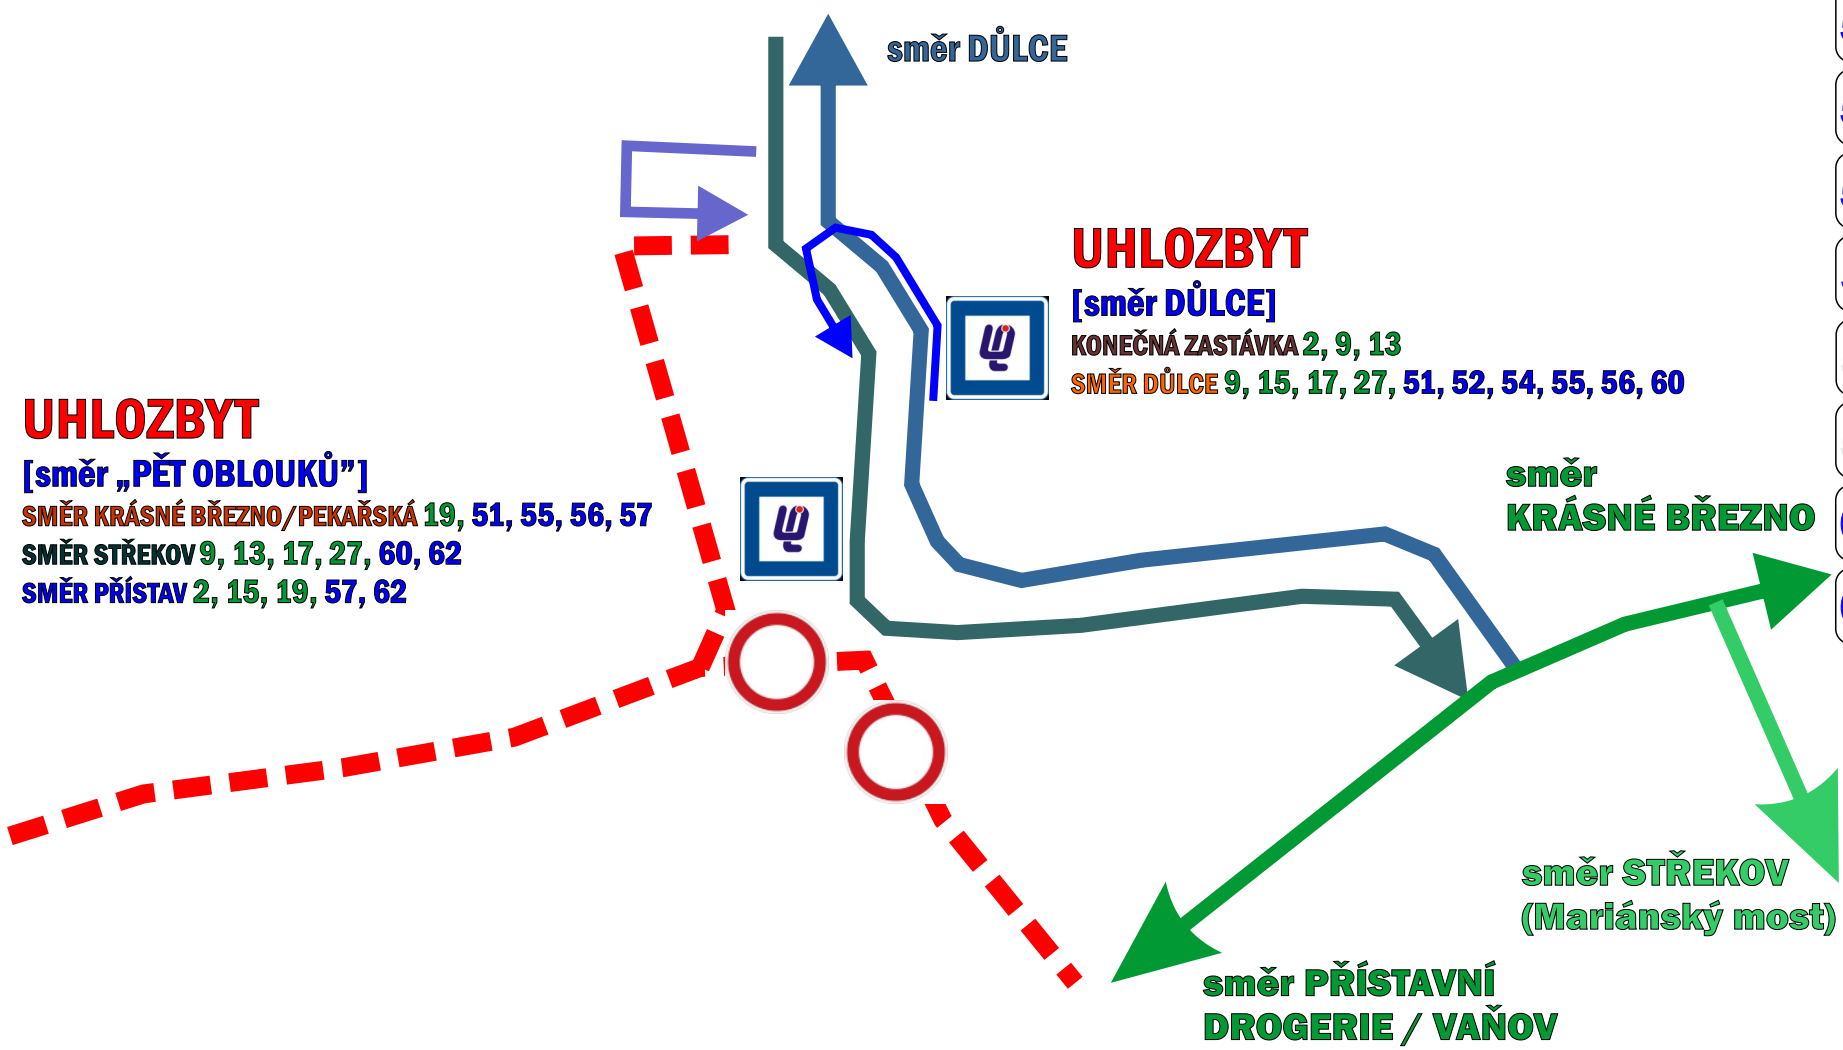 směr DŮLCE
UHLOZBYT
[směr DŮLCE]
KONEČNÁ ZASTÁVKA 2, 9, 13
SMĚR DŮLCE 9, 15, 17, 27, 51, 52, 54, 55, 56, 60
UHLOZBYT
[směr „PĚT OBLOUKŮ”]
SMĚR KRÁSNÉ BŘEZNO/PEKAŘSKÁ 19, 51, 55, 56, 57
SMĚR STŘEKOV 9, 13, 17, 27, 60, 62
SMĚR PŘÍSTAV 2, 15, 19, 57, 62
směr
KRÁSNÉ BŘEZNO
směr STŘEKOV
(Mariánský most)
směr PŘÍSTAVNÍ
DROGERIE / VAŇOV